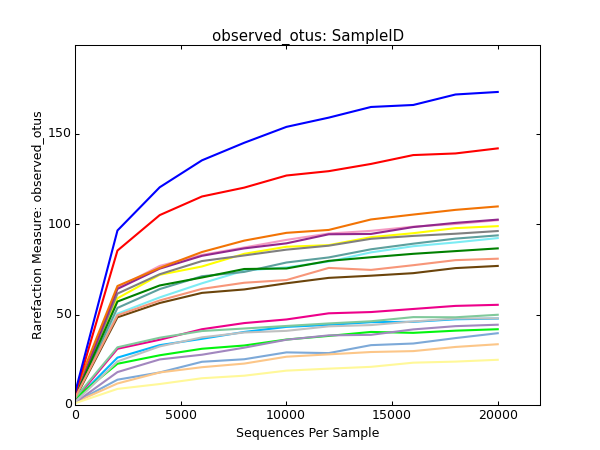 observed_otus: SampleID
Rarefaction Measure: observed_otus
150
100
50
0
0 5000 10000 15000 20000
Sequences Per Sample